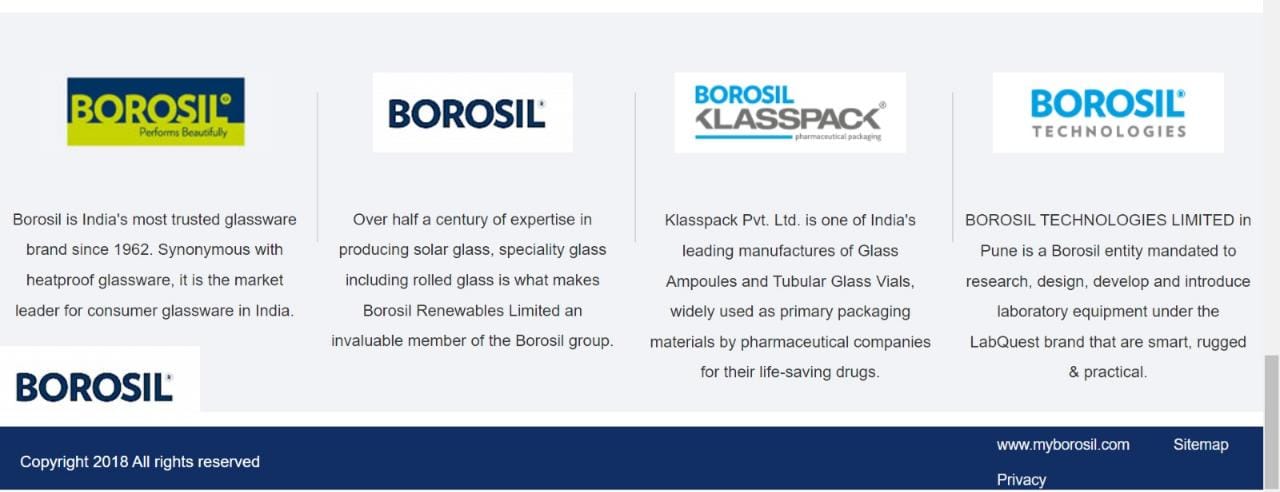 BOROSIL®
Performs Beautifully
Borosil is India's most trusted glassware
brand since 1962. Synonymous with
heatproof glassware, it is the market
leader for consumer glassware in India.
BOROSIL®
Over half a century of expertise in
producing solar glass, speciality glass
including rolled glass is what makes
Borosil Renewables Limited an
invaluable member of the Borosil group.
BOROSIL
KLASSPACK®
pharmaceutical packaging
Klasspack Pvt. Ltd. is one of India's
leading manufactures of Glass
Ampoules and Tubular Glass Vials,
widely used as primary packaging
materials by pharmaceutical companies
for their life-saving drugs.
BOROSIL®
TECHNOLOGIES
BOROSIL TECHNOLOGIES LIMITED in
Pune is a Borosil entity mandated to
research, design, develop and introduce
laboratory equipment under the
LabQuest brand that are smart, rugged
& practical.
BOROSIL®
Copyright 2018 All rights reserved
www.myborosil.com Sitemap
Privacy